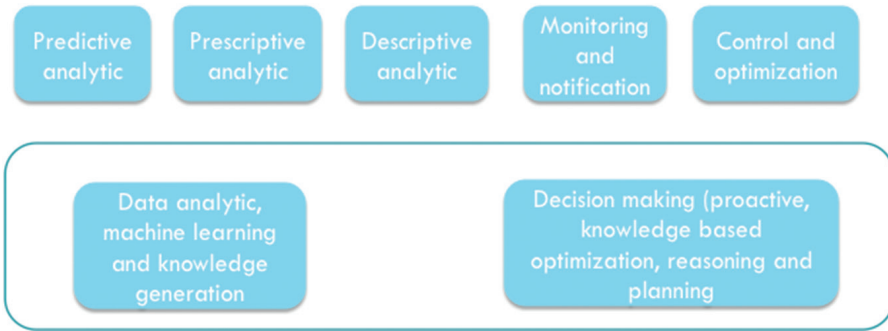 Predictive
analytic
Prescriptive
analytic
Descriptive
analytic
Monitoring
and
notification
Control and
optimization
Data analytic,
machine learning
and knowledge
generation
Decision making (proactive,
knowledge based
optimization, reasoning and
planning